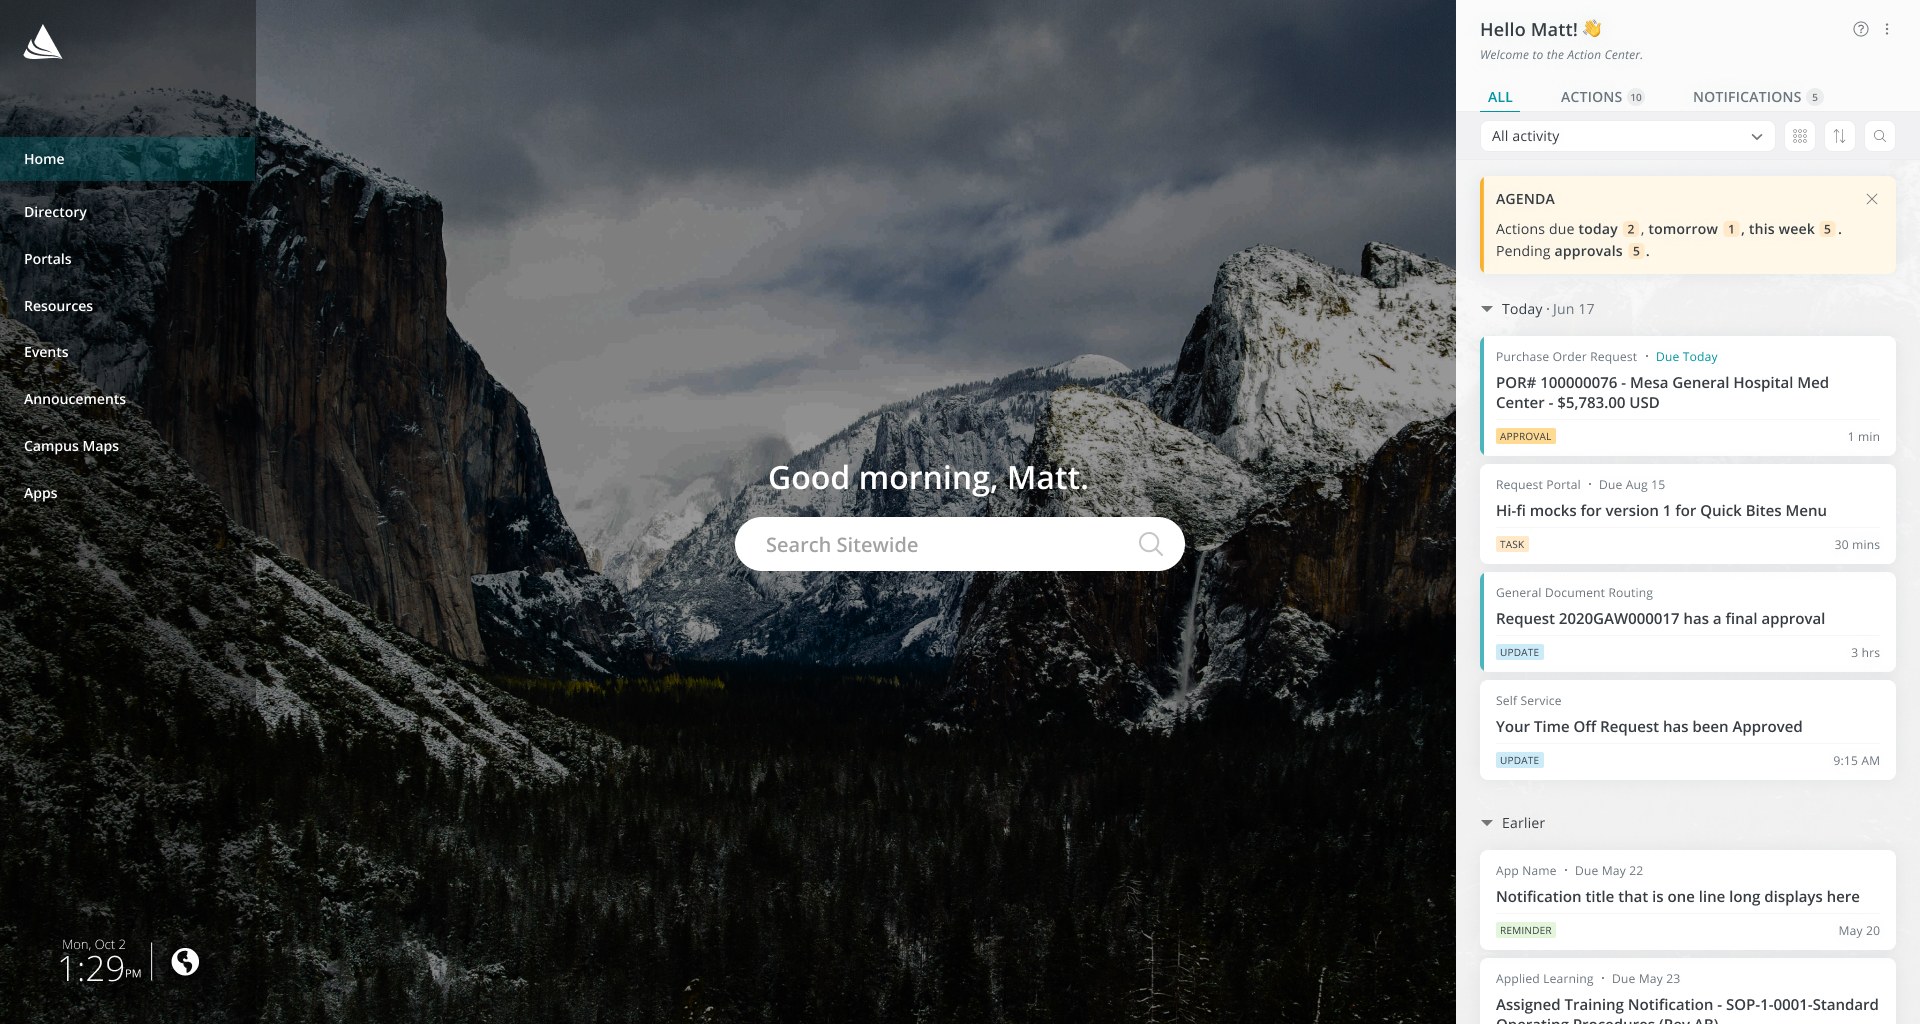 Home
Directory
Portals
Resources
Events
Annoucements
Campus Maps
Apps
Mon, Oct 2
1:29PM
Good morning, Matt.
Search Sitewide
Hello Matt! 👋
Welcome to the Action Center.
ALL ACTIONS 10 NOTIFICATIONS 5
All activity
AGENDA
Actions due today 2 , tomorrow 1 , this week 5 .
Pending approvals 5 .
Today · Jun 17
Purchase Order Request · Due Today
POR# 100000076 - Mesa General Hospital Med
Center - $5,783.00 USD
APPROVAL 1 min
Request Portal · Due Aug 15
Hi-fi mocks for version 1 for Quick Bites Menu
TASK 30 mins
General Document Routing
Request 2020GAW000017 has a final approval
UPDATE 3 hrs
Self Service
Your Time Off Request has been Approved
UPDATE 9:15 AM
Earlier
App Name · Due May 22
Notification title that is one line long displays here
REMINDER May 20
Applied Learning · Due May 23
Assigned Training Notification - SOP-1-0001-Standard
Operating Procedures (Rev AB)